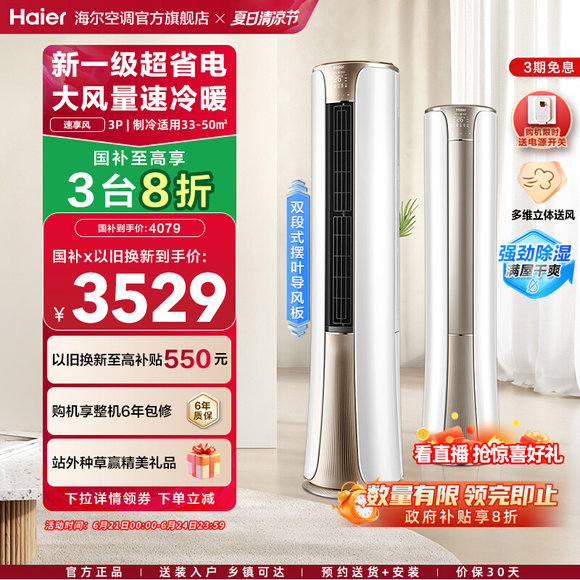 Haier 海尔空调官方旗舰店 × 夏日清凉节
新一级超省电
大风量速冷暖
速享风 3P | 制冷适用33-50㎡
国补至高享
3台8折
国补到手价:4079
国补x以旧换新到手价:
¥3529
以旧换新至高补贴550元
购机享整机6年包修
6年
质保
站外种草赢精美礼品
下拉详情领券 下单立减
活动时间:6月21日00:00-6月24日23:59
官方正品 | 送装入户 乡镇可达 | 预约送货+安装 | 价保30天
双段式摆叶导风板
Haier
Haier
3期免息
购机限时
送电源开关
多维立体送风
强劲除湿
满屋干爽
看直播 抢惊喜好礼
数量有限 领完即止
政府补贴享8折